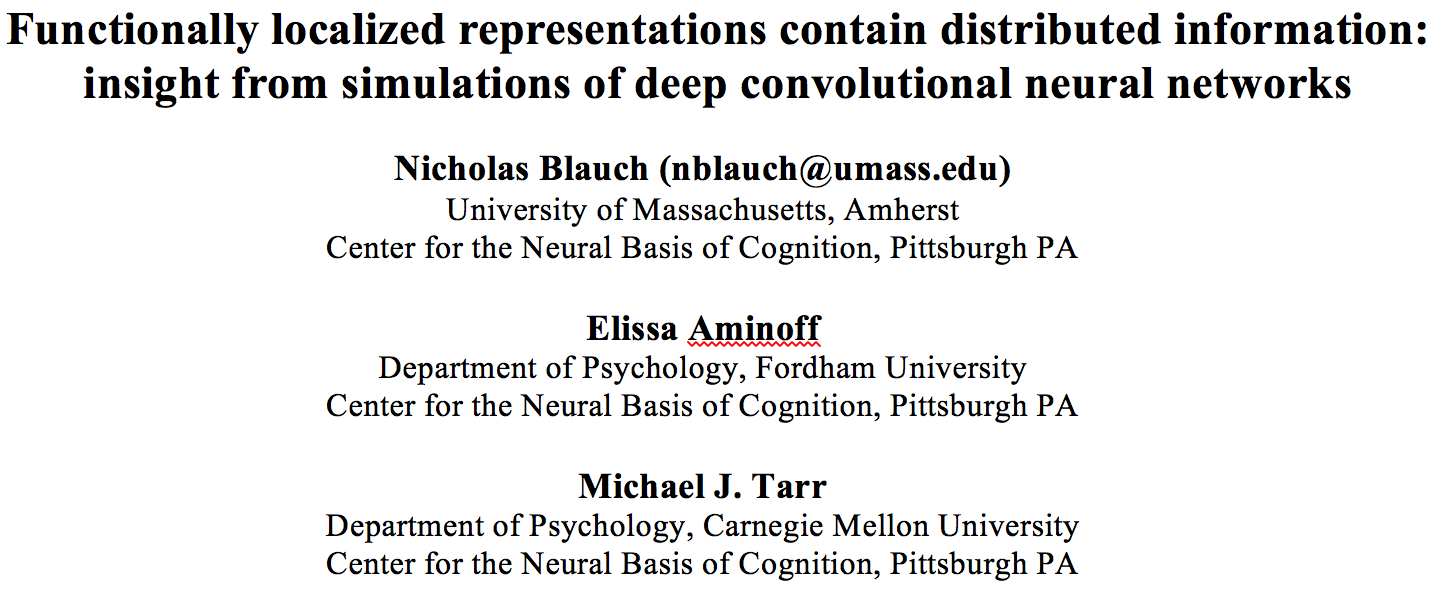 Functionally localized representations contain distributed information:
insight from simulations of deep convolutional neural networks
Nicholas Blauch (nblauch@umass.edu)
University of Massachusetts, Amherst
Center for the Neural Basis of Cognition, Pittsburgh PA
Elissa Aminoff
Department of Psychology, Fordham University
Center for the Neural Basis of Cognition, Pittsburgh PA
Michael J. Tarr
Department of Psychology, Carnegie Mellon University
Center for the Neural Basis of Cognition, Pittsburgh PA